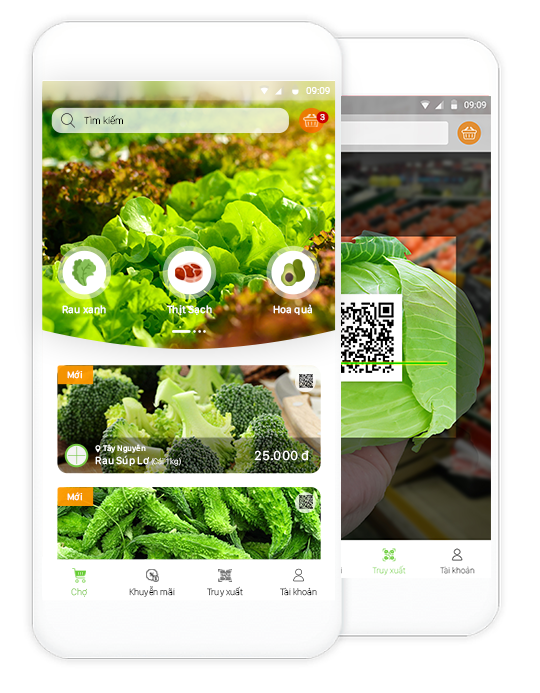 09:09
Tìm kiếm
3
Rau xanh
Thịt Sạch
Hoa quả
Mới
Tây Nguyên
Rau Súp Lơ (Cái 1kg)
25.000 đ
Mới
Chợ
Khuyến mãi
Truy xuất
Tài khoản
09:09
Truy xuất
Tài khoản